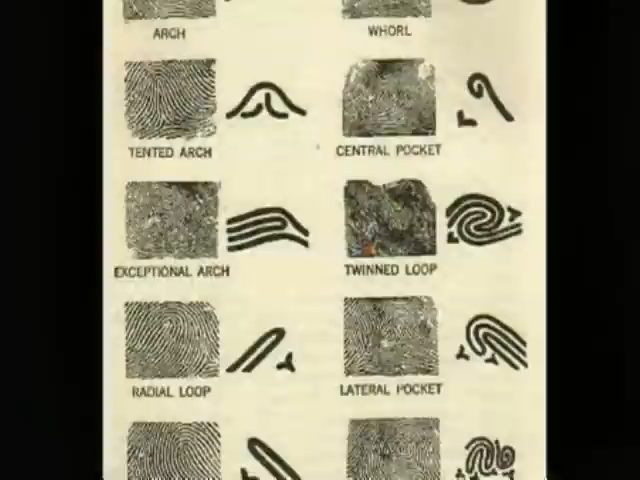 ARCH
WHORL
TENTED ARCH
CENTRAL POCKET
EXCEPTIONAL ARCH
TWINNED LOOP
RADIAL LOOP
LATERAL POCKET